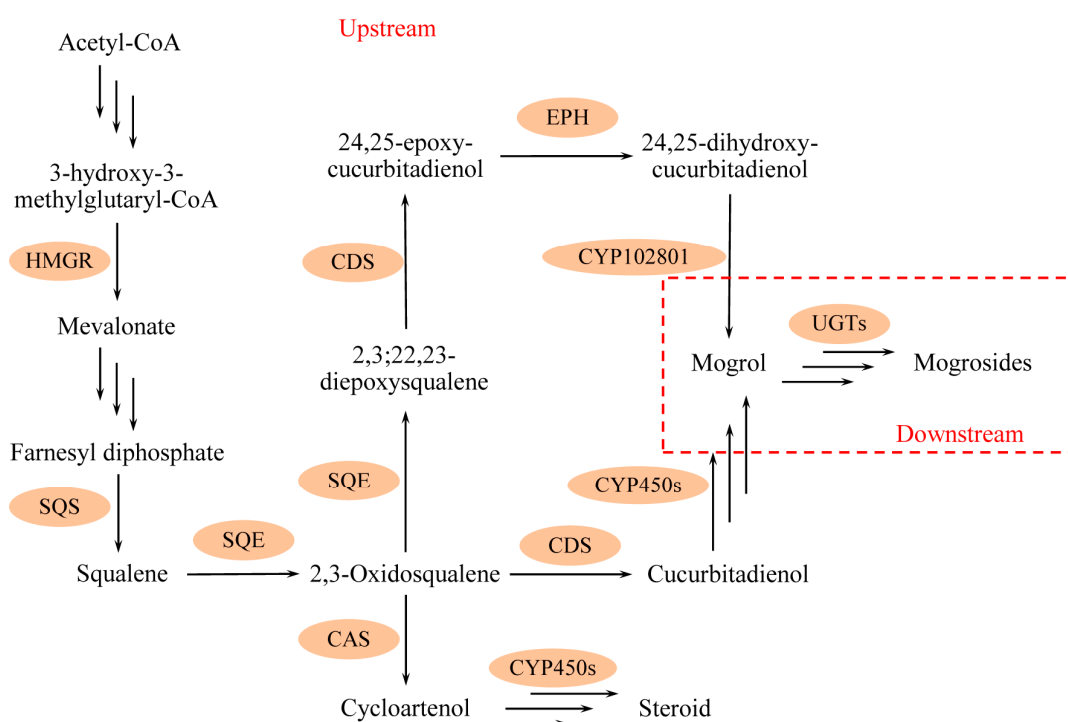 Upstream
Acetyl-CoA
EPH
24,25-epoxy-
cucurbitadienol
24,25-dihydroxy-
cucurbitadienol
3-hydroxy-3-
methylglutaryl-CoA
HMGR
CDS
CYP102801
Mevalonate
UGTs
2,3;22,23-
diepoxysqualene
Mogrol
Mogrosides
Downstream
Farnesyl diphosphate
SQS
SQE
CYP450s
SQE
CDS
Squalene
2,3-Oxidosqualene
Cucurbitadienol
CAS
CYP450s
Cycloartenol
Steroid